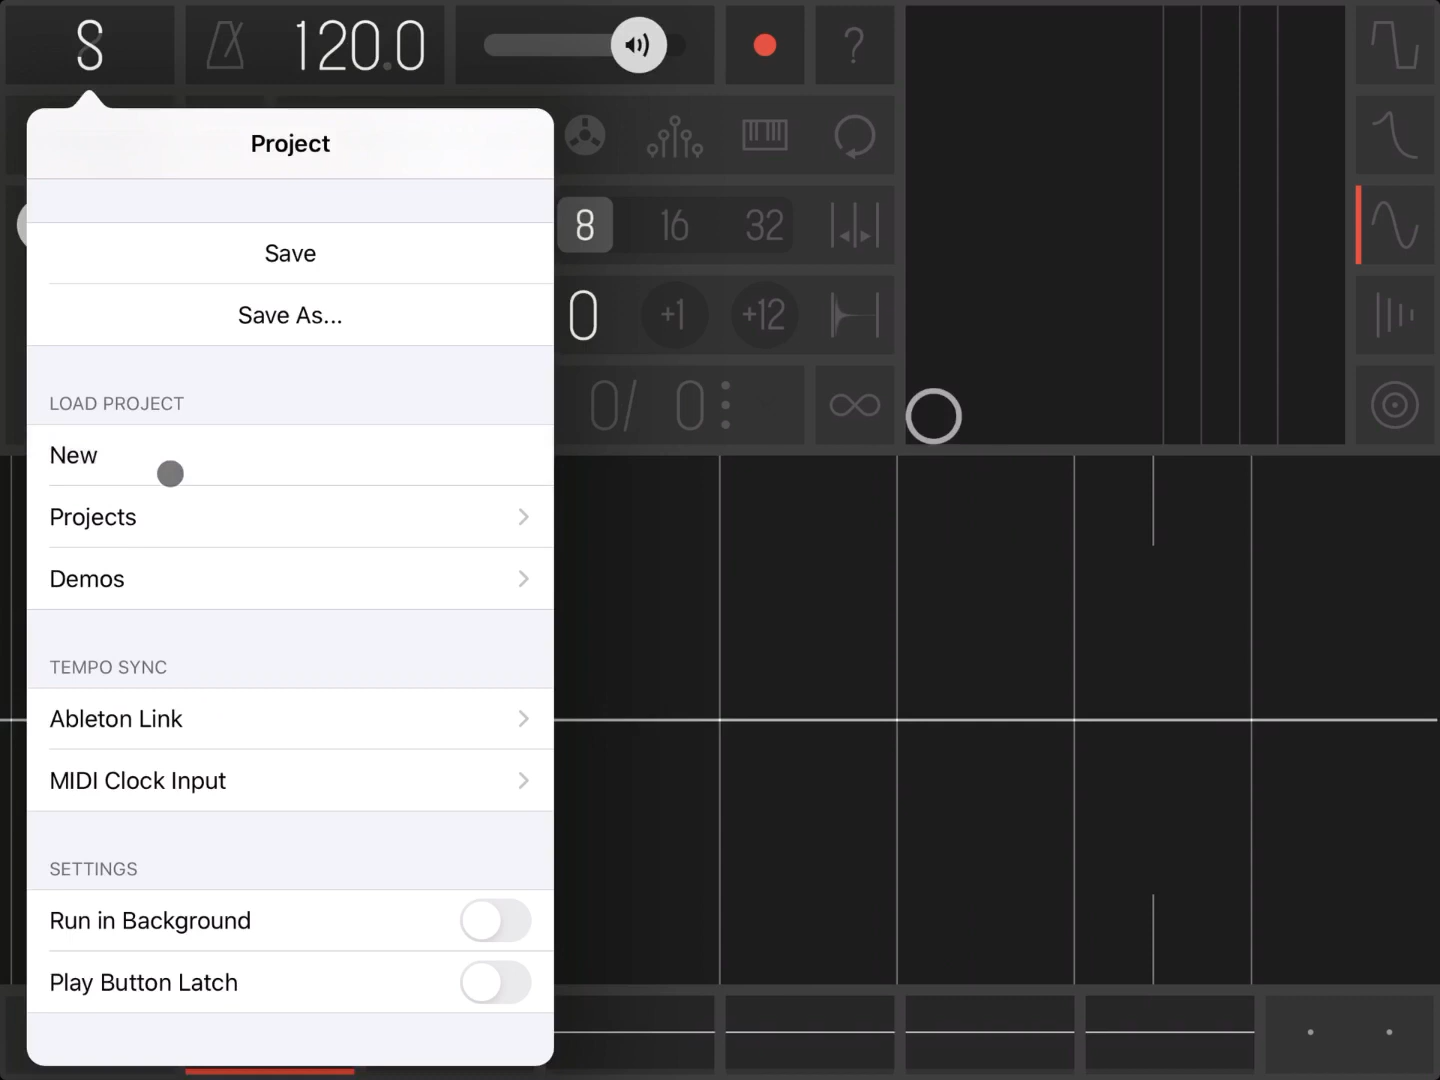 8 120.0 ?
Project
Save
Save As...
8 16 32
0 +1 +12
LOAD PROJECT
0/ 0
New
Projects
Demos
TEMPO SYNC
Ableton Link
MIDI Clock Input
SETTINGS
Run in Background
Play Button Latch